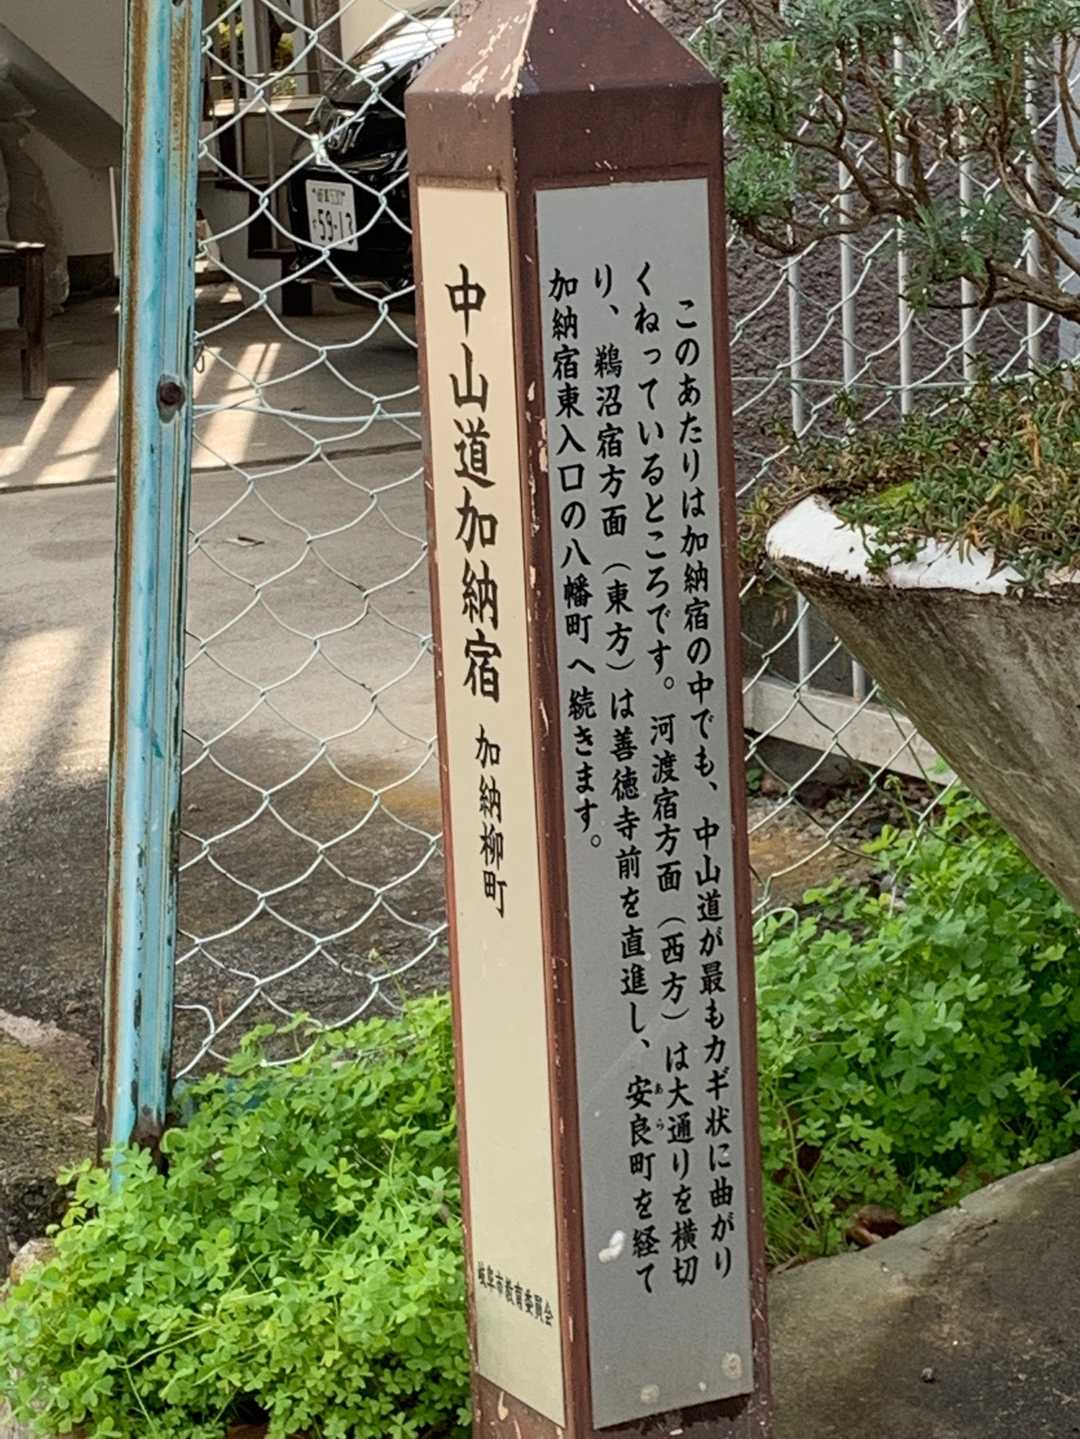 中山道加納宿 加納柳町
岐阜市教育委員会
このあたりは加納宿の中でも、中山道が最もカギ状に曲がり
くねっているところです。河渡宿方面（西方）は大通りを横切
り、鵜沼宿方面（東方）は善徳寺前を直進し、安良町を経て
あら
加納宿東入口の八幡町へ続きます。
59-13